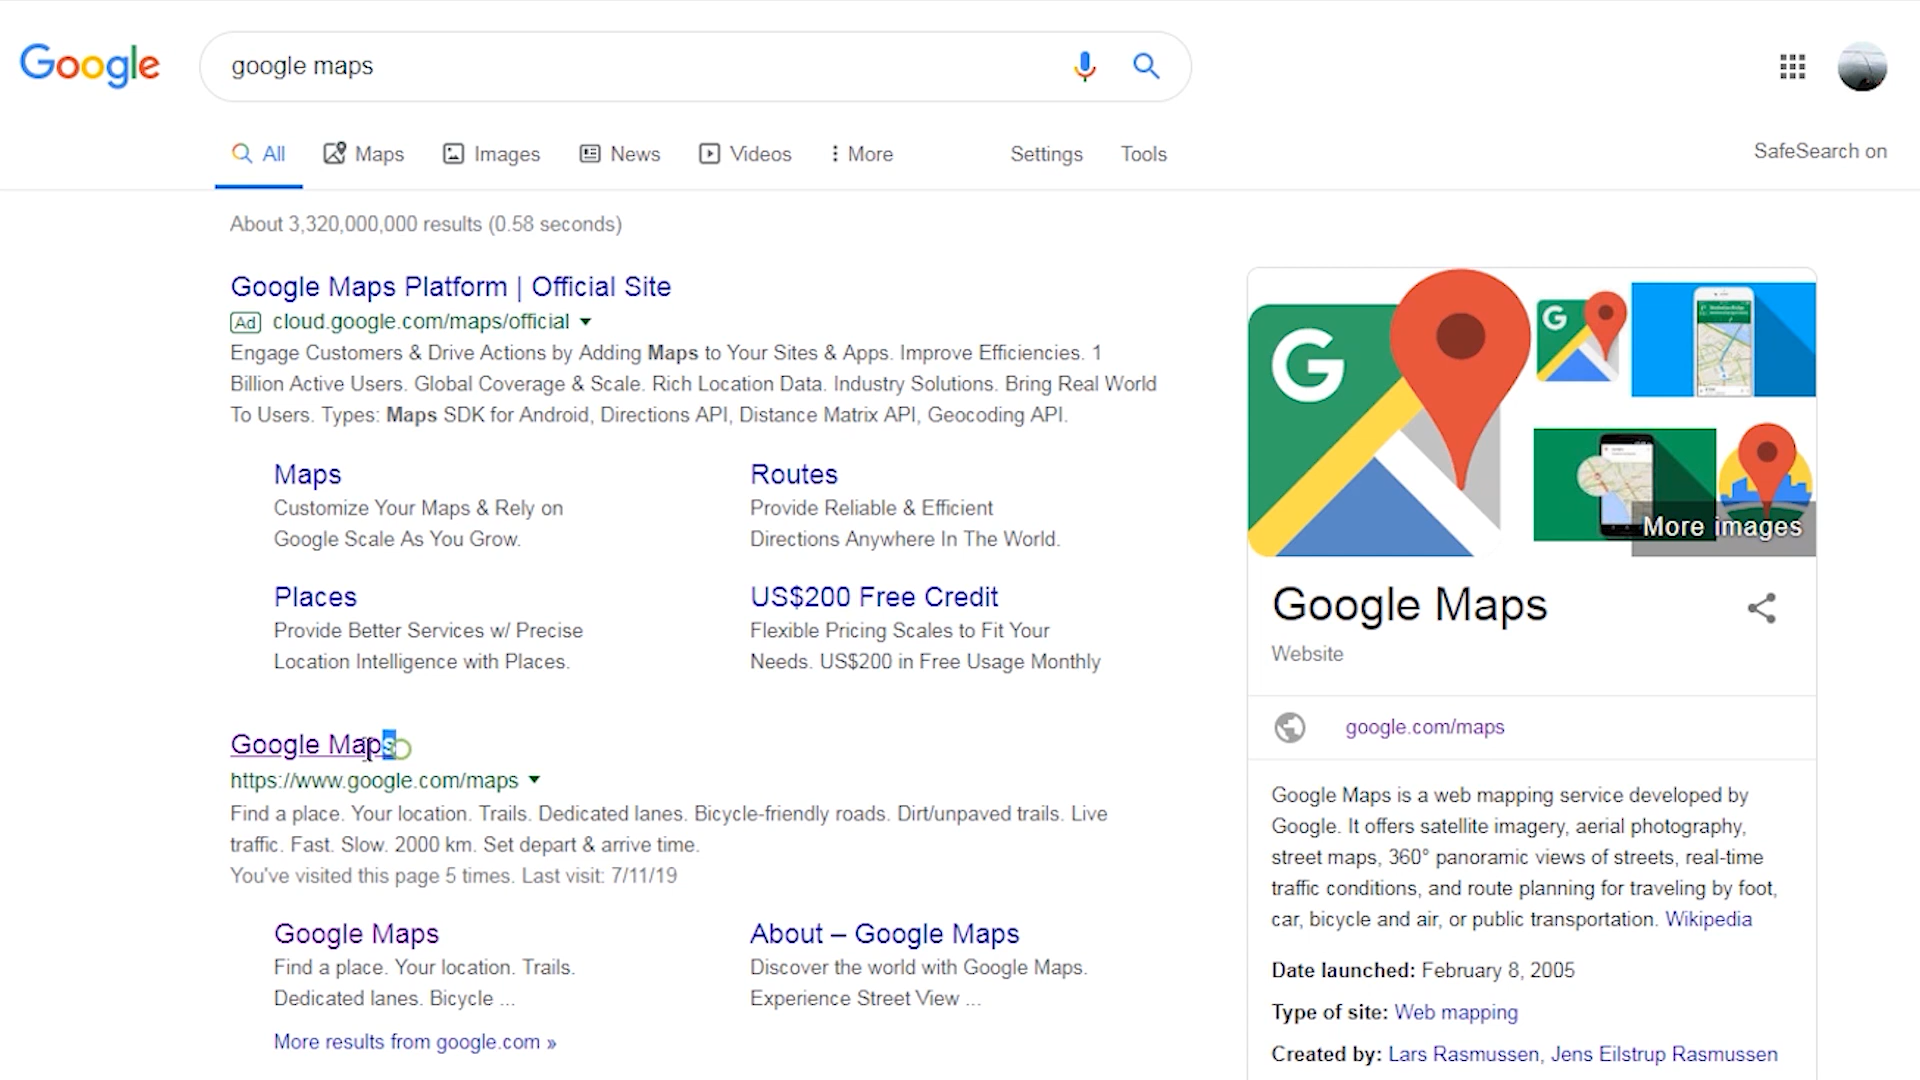 Google
google maps
All Maps Images News Videos More Settings Tools
SafeSearch on
About 3,320,000,000 results (0.58 seconds)
Google Maps Platform | Official Site
Ad cloud.google.com/maps/official
Engage Customers & Drive Actions by Adding Maps to Your Sites & Apps. Improve Efficiencies. 1
Billion Active Users. Global Coverage & Scale. Rich Location Data. Industry Solutions. Bring Real World
To Users. Types: Maps SDK for Android, Directions API, Distance Matrix API, Geocoding API.
Maps
Customize Your Maps & Rely on
Google Scale As You Grow.
Routes
Provide Reliable & Efficient
Directions Anywhere In The World.
Places
Provide Better Services w/ Precise
Location Intelligence with Places.
US$200 Free Credit
Flexible Pricing Scales to Fit Your
Needs. US$200 in Free Usage Monthly
Google Maps
https://www.google.com/maps
Find a place. Your location. Trails. Dedicated lanes. Bicycle-friendly roads. Dirt/unpaved trails. Live
traffic. Fast. Slow. 2000 km. Set depart & arrive time.
You've visited this page 5 times. Last visit: 7/11/19
Google Maps
Find a place. Your location. Trails.
Dedicated lanes. Bicycle ...
About – Google Maps
Discover the world with Google Maps.
Experience Street View ...
More results from google.com »
G
G
More images
Google Maps
Website
google.com/maps
Google Maps is a web mapping service developed by
Google. It offers satellite imagery, aerial photography,
street maps, 360° panoramic views of streets, real-time
traffic conditions, and route planning for traveling by foot,
car, bicycle and air, or public transportation. Wikipedia
Date launched: February 8, 2005
Type of site: Web mapping
Created by: Lars Rasmussen, Jens Eilstrup Rasmussen